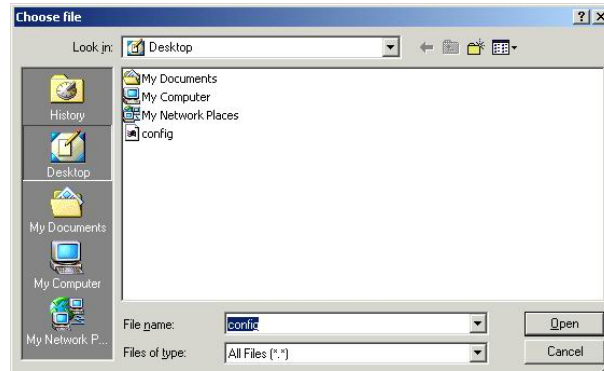 Choose file
Look in: Desktop
History
Desktop
My Documents
My Computer
My Network P...
My Documents
My Computer
My Network Places
config
File name: config Open
Files of type: All Files (*.*) Cancel